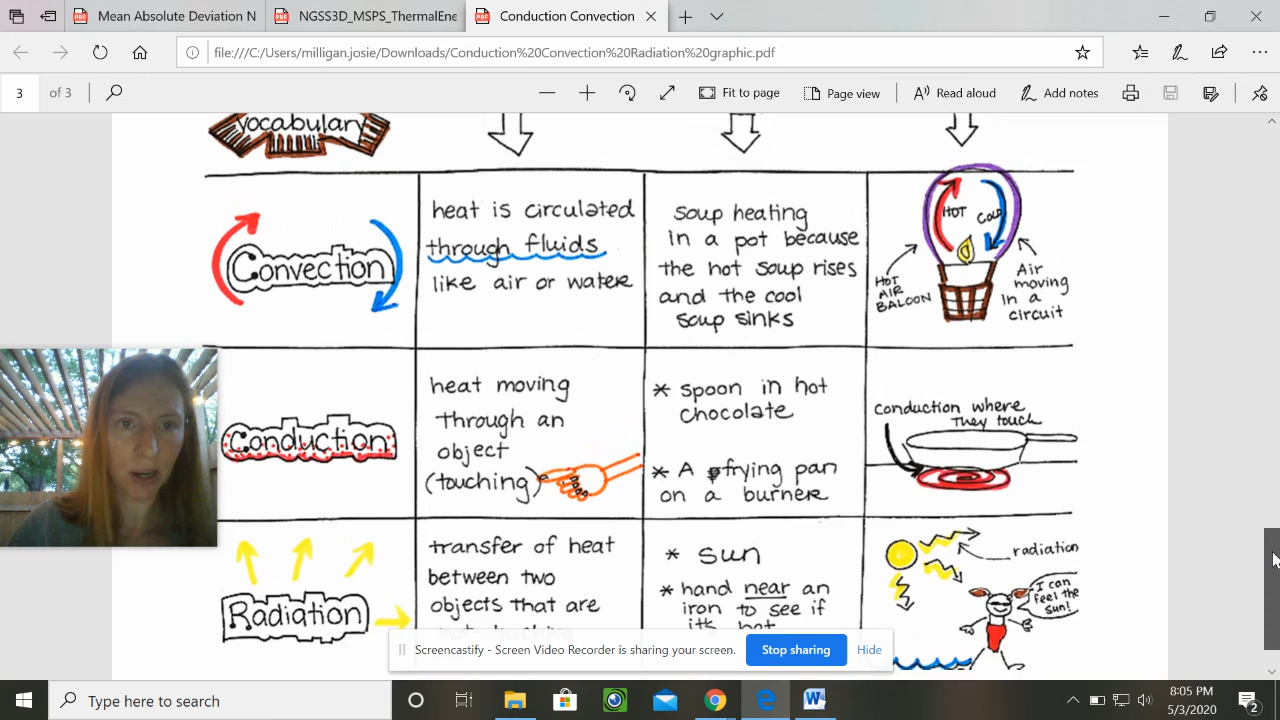 Mean Absolute Deviation N
NGSS3D_MPS_ThermalEne
Conduction Convection
file:///C:/Users/milligan.josie/Downloads/Conduction%20Convection%20Radiation%20graphic.pdf
3 of 3
Fit to page
Page view
Read aloud
Add notes
vocabulary
Convection
heat is circulated
through fluids
like air or water
soup heating
in a pot because
the hot soup rises
and the cool
soup sinks
HOT
COLD
HOT
AIR
BALOON
Air
moving
in a
circuit
Conduction
heat moving
through an
object
(touching)
* spoon in hot
chocolate
* A frying pan
on a burner
conduction where
they touch
Radiation
transfer of heat
between two
objects that are
not touching
* sun
* hand near an
iron to see if
it's hot
radiation
I can
feel the
sun!
Screencastify - Screen Video Recorder is sharing your screen.
Stop sharing
Hide
Type here to search
8:05 PM
5/3/2020
2